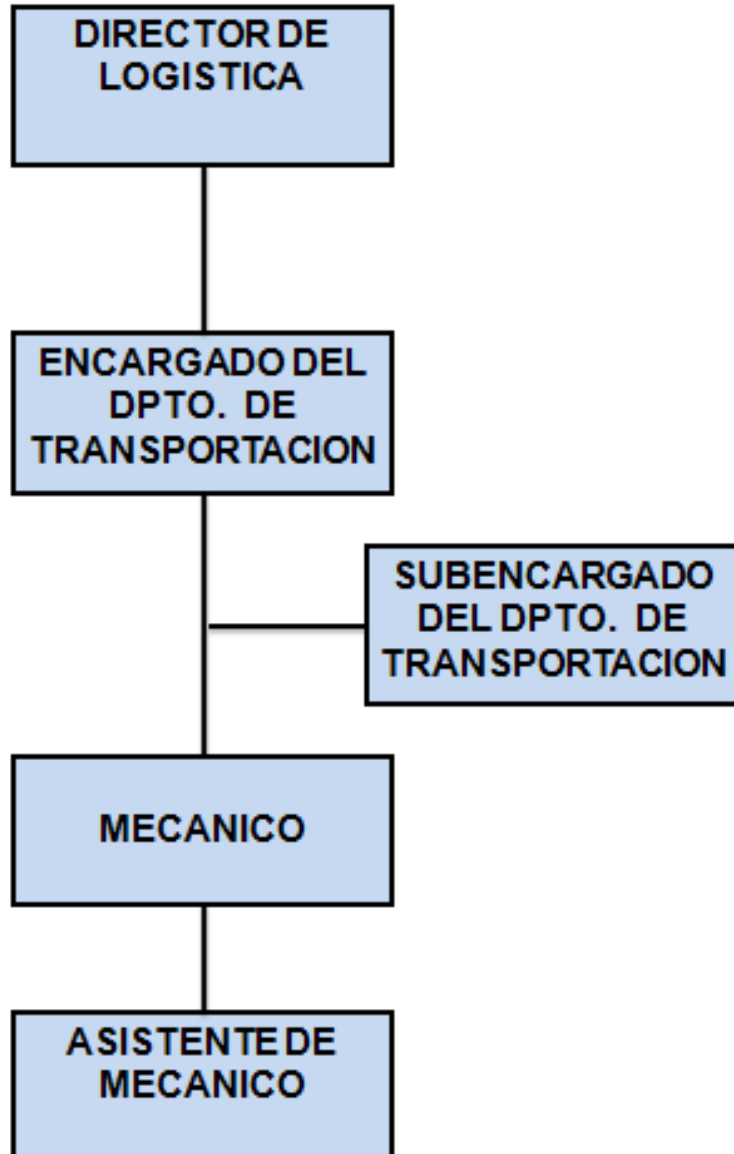 DIRECTOR DE
LOGISTICA
ENCARGADO DEL
DPTO. DE
TRANSPORTACION
SUBENCARGADO
DEL DPTO. DE
TRANSPORTACION
MECANICO
ASISTENTE DE
MECANICO